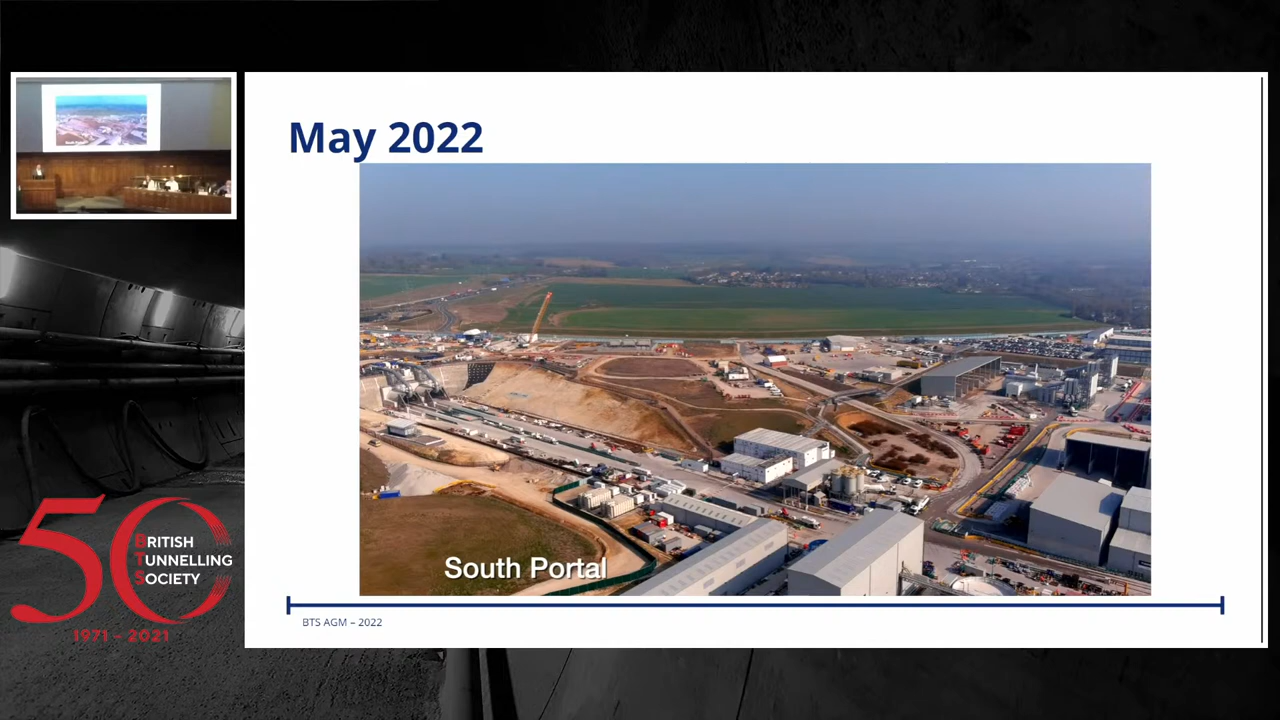 May 2022
South Portal
BTS AGM – 2022
50
BRITISH
TUNNELLING
SOCIETY
1971 – 2021